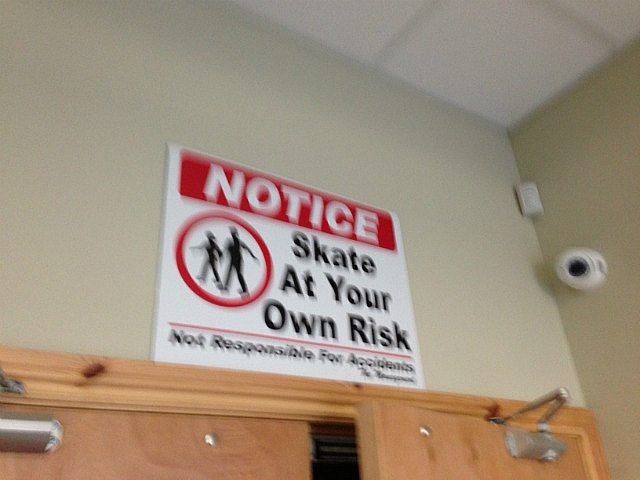 NOTICE
Skate
At Your
Own Risk
Not Responsible For Accidents